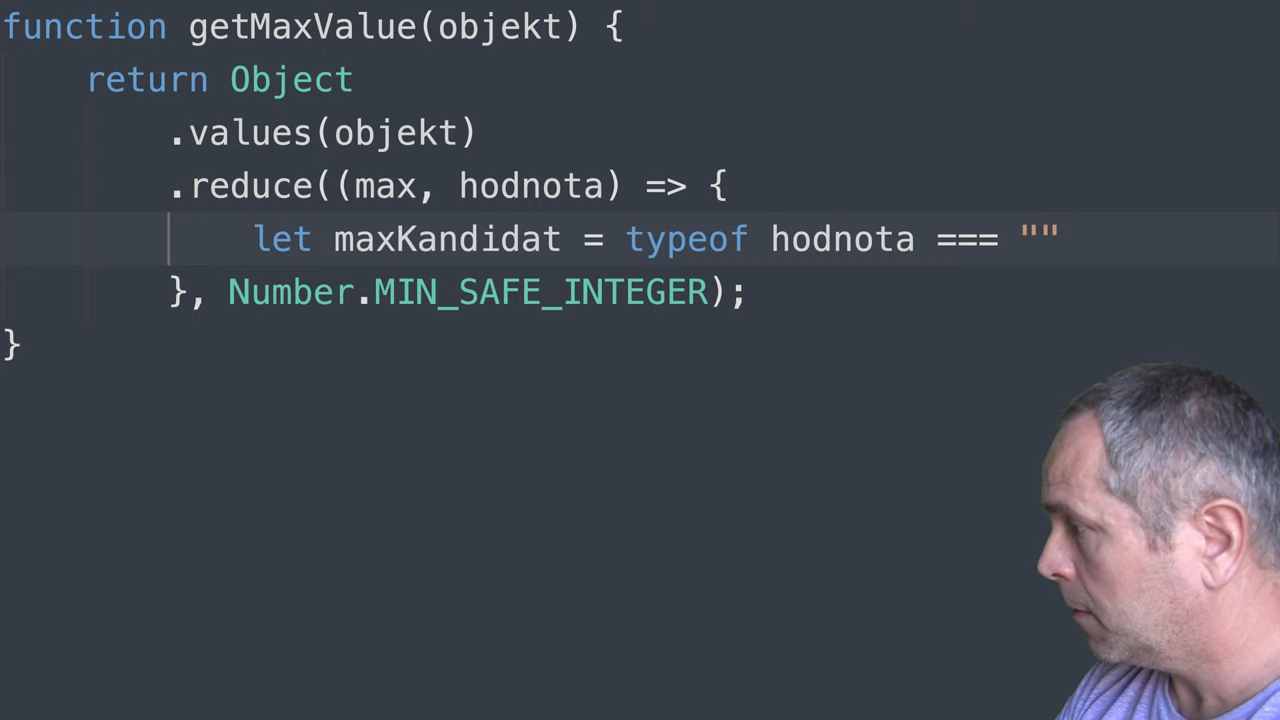 function getMaxValue(objekt) {
return Object
.values(objekt)
.reduce((max, hodnota) => {
let maxKandidat = typeof hodnota === ""
}, Number.MIN_SAFE_INTEGER);
}